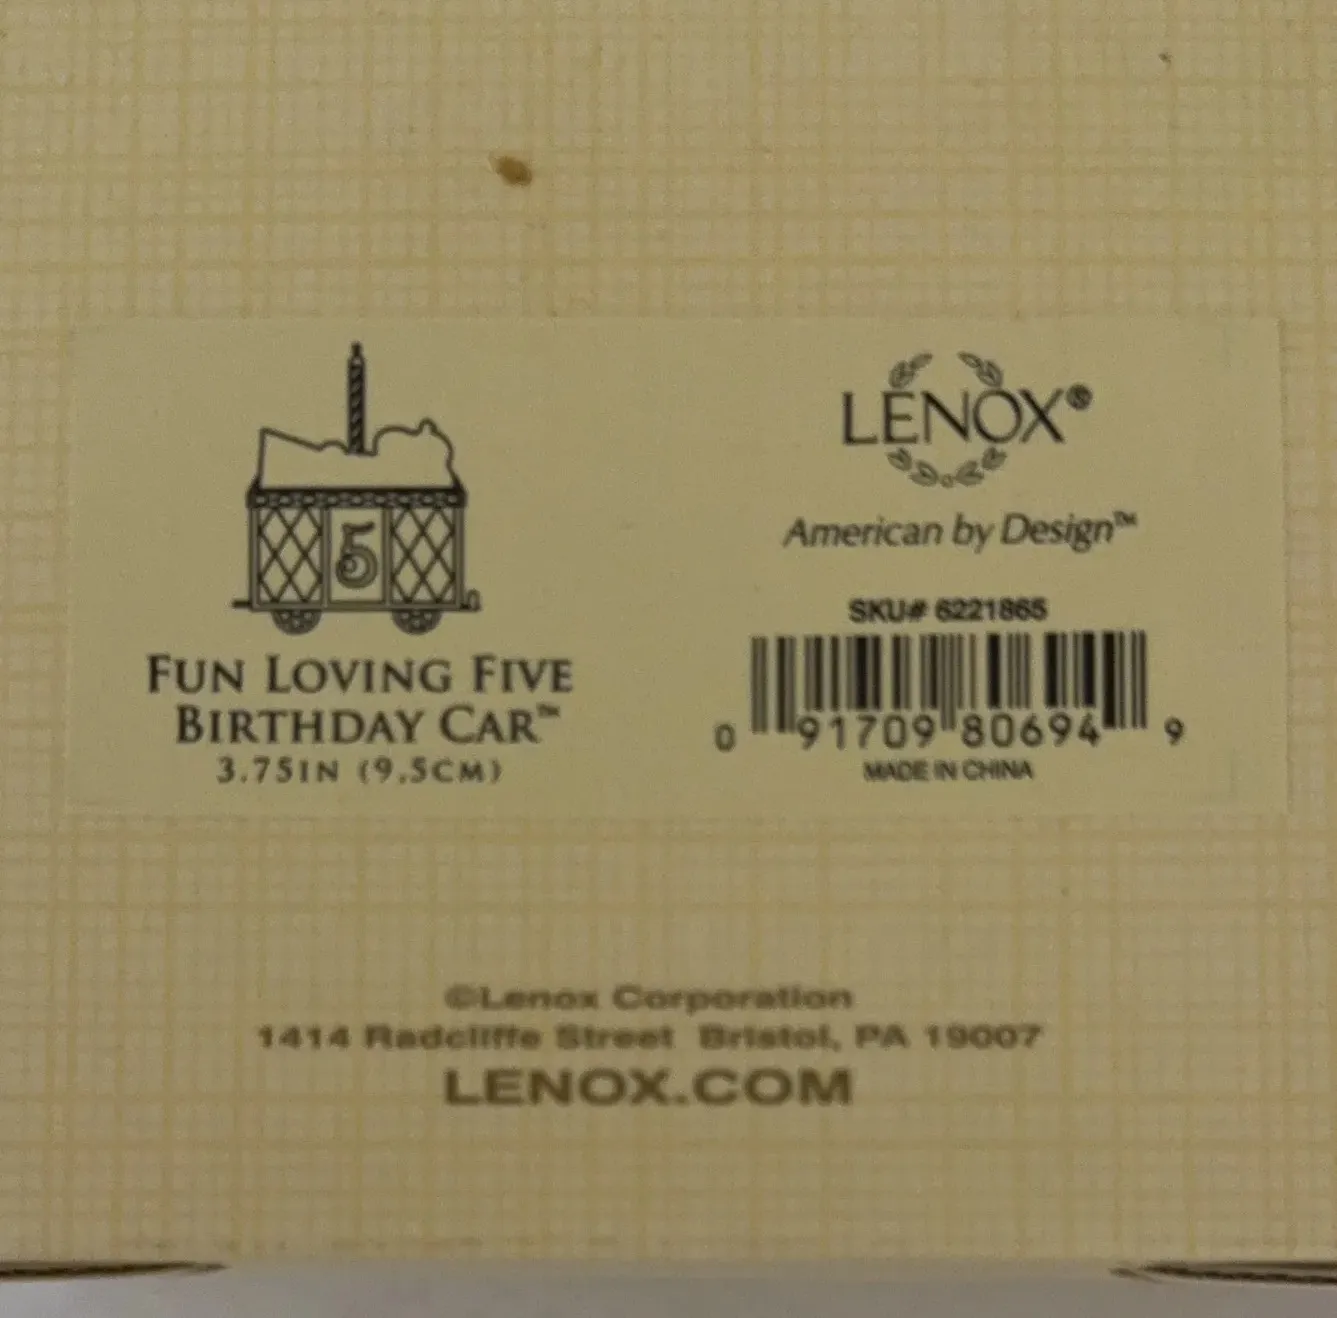 5
FUN LOVING FIVE
BIRTHDAY CAR™
3.75IN (9.5CM)
LENOX®
American by Design™
SKU# 6221865
0 91709 80694 9
MADE IN CHINA
©Lenox Corporation
1414 Radcliffe Street Bristol, PA 19007
LENOX.COM